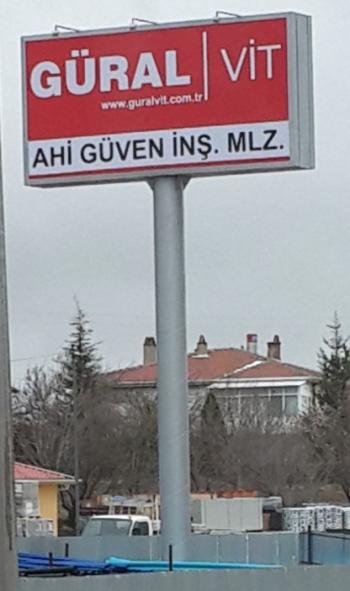 GÜRAL VİT
www.guralvit.com.tr
AHİ GÜVEN İNŞ. MLZ.